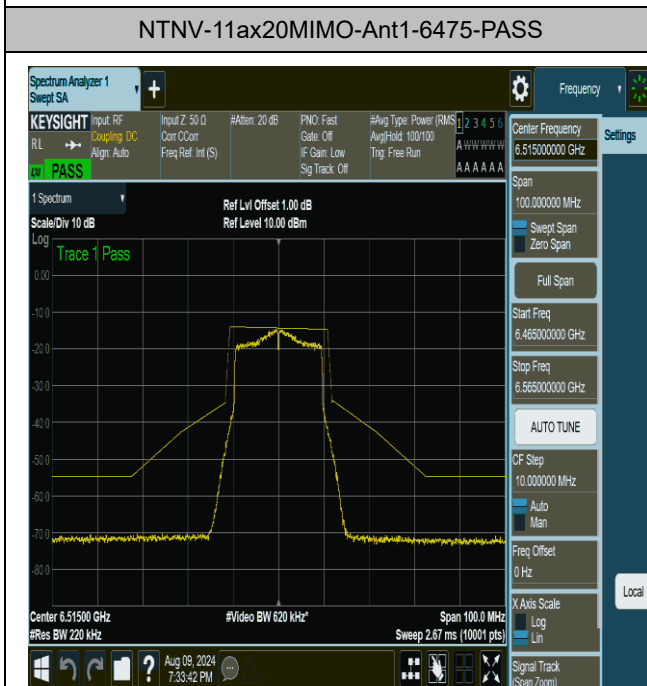 NTNV-11ax20MIMO-Ant1-6475-PASS
Spectrum Analyzer 1
Swept SA
+
Frequency
KEYSIGHT
RL
LXI PASS
Input: RF
Coupling: DC
Align: Auto
Input Z: 50 Ω
Corr CCorr
Freq Ref: Int (S)
#Atten: 20 dB
PNO: Fast
Gate: Off
IF Gain: Low
Sig Track: Off
#Avg Type: Power (RMS
Avg|Hold: 100/100
Trig: Free Run
1 2 3 4 5 6
A W W W W W
A A A A A A
Center Frequency
6.515000000 GHz
Settings
Span
100.000000 MHz
Swept Span
Zero Span
Full Span
Start Freq
6.465000000 GHz
Stop Freq
6.565000000 GHz
AUTO TUNE
CF Step
10.000000 MHz
Auto
Man
Freq Offset
0 Hz
X Axis Scale
Log
Lin
Local
Signal Track
(Span Zoom)
1 Spectrum
Scale/Div 10 dB
Ref Lvl Offset 1.00 dB
Ref Level 10.00 dBm
Log
Trace 1 Pass
0.00
-10.0
-20.0
-30.0
-40.0
-50.0
-60.0
-70.0
-80.0
Center 6.51500 GHz
#Res BW 220 kHz
#Video BW 620 kHz*
Span 100.0 MHz
Sweep 2.67 ms (10001 pts)
?
Aug 09, 2024
7:33:42 PM